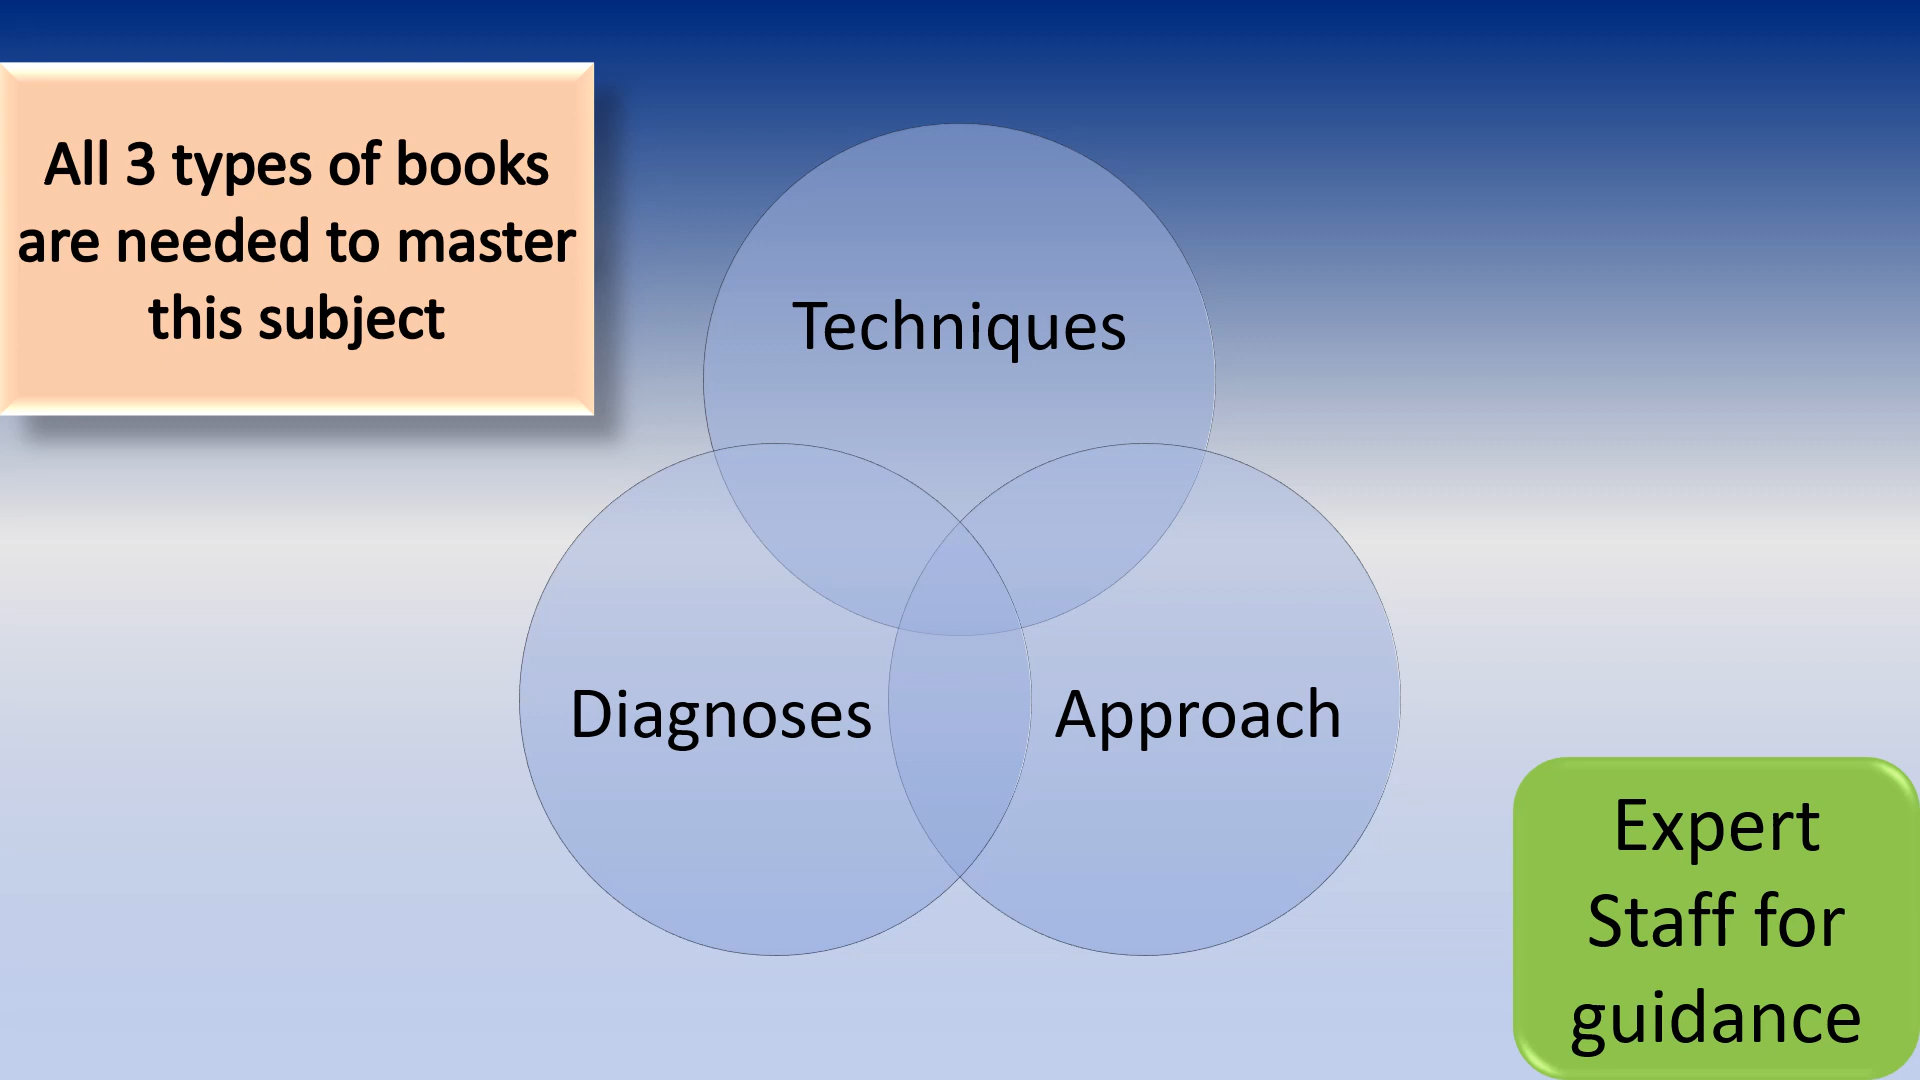 All 3 types of books
are needed to master
this subject
Techniques
Diagnoses
Approach
Expert
Staff for
guidance